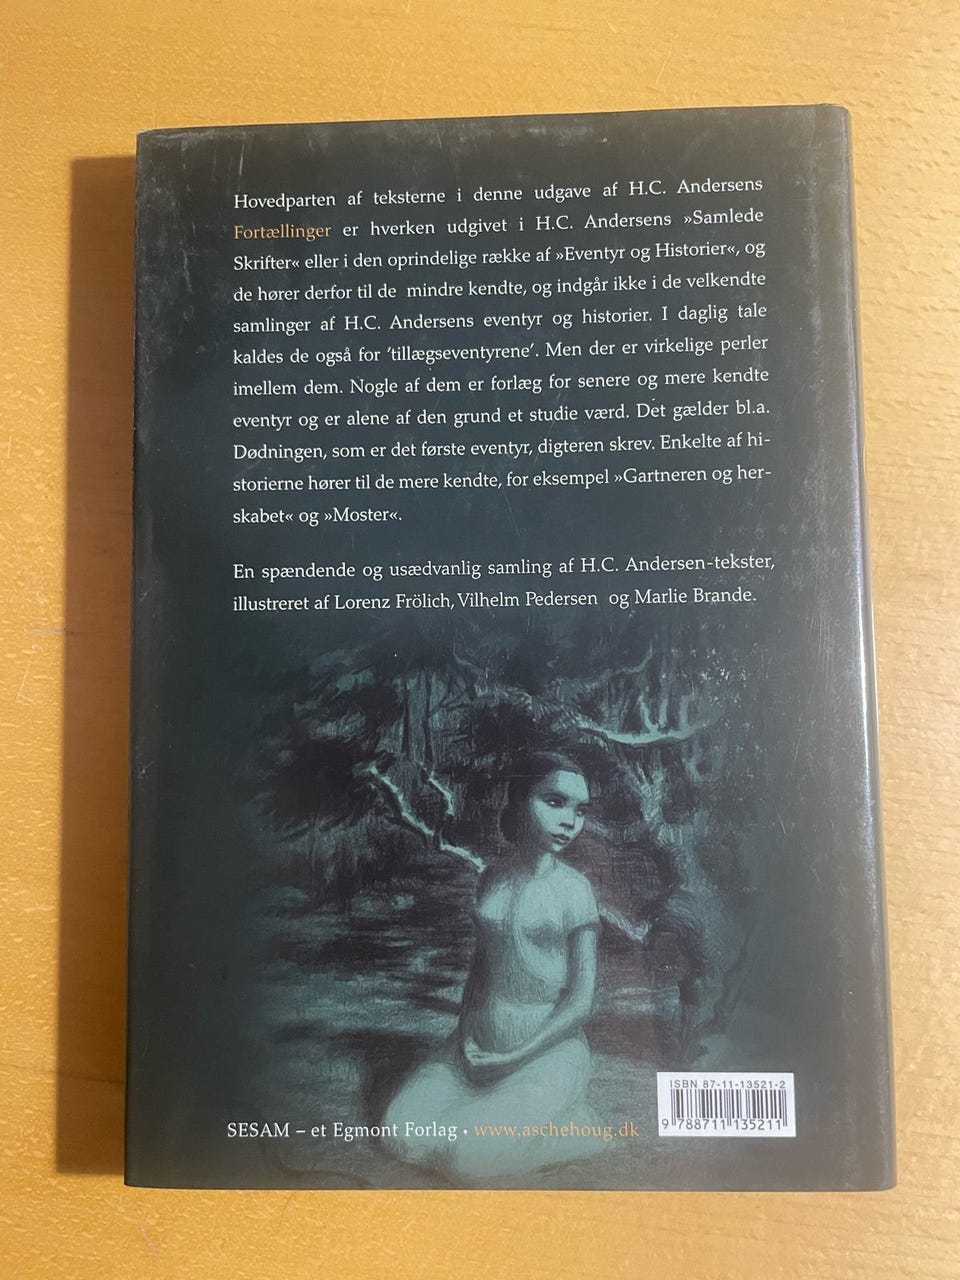 Hovedparten af teksterne i denne udgave af H.C. Andersens
Fortællinger er hverken udgivet i H.C. Andersens »Samlede
Skrifter« eller i den oprindelige række af »Eventyr og Historier«, og
de hører derfor til de mindre kendte, og indgår ikke i de velkendte
samlinger af H.C. Andersens eventyr og historier. I daglig tale
kaldes de også for 'tillægseventyrene'. Men der er virkelige perler
imellem dem. Nogle af dem er forlæg for senere og mere kendte
eventyr og er alene af den grund et studie værd. Det gælder bl.a.
Dødningen, som er det første eventyr, digteren skrev. Enkelte af hi-
storierne hører til de mere kendte, for eksempel »Gartneren og her-
skabet« og »Moster«.
En spændende og usædvanlig samling af H.C. Andersen-tekster,
illustreret af Lorenz Frölich, Vilhelm Pedersen og Marlie Brande.
ISBN 87-11-13521-2
9 788711 135211
SESAM – et Egmont Forlag • www.aschehoug.dk